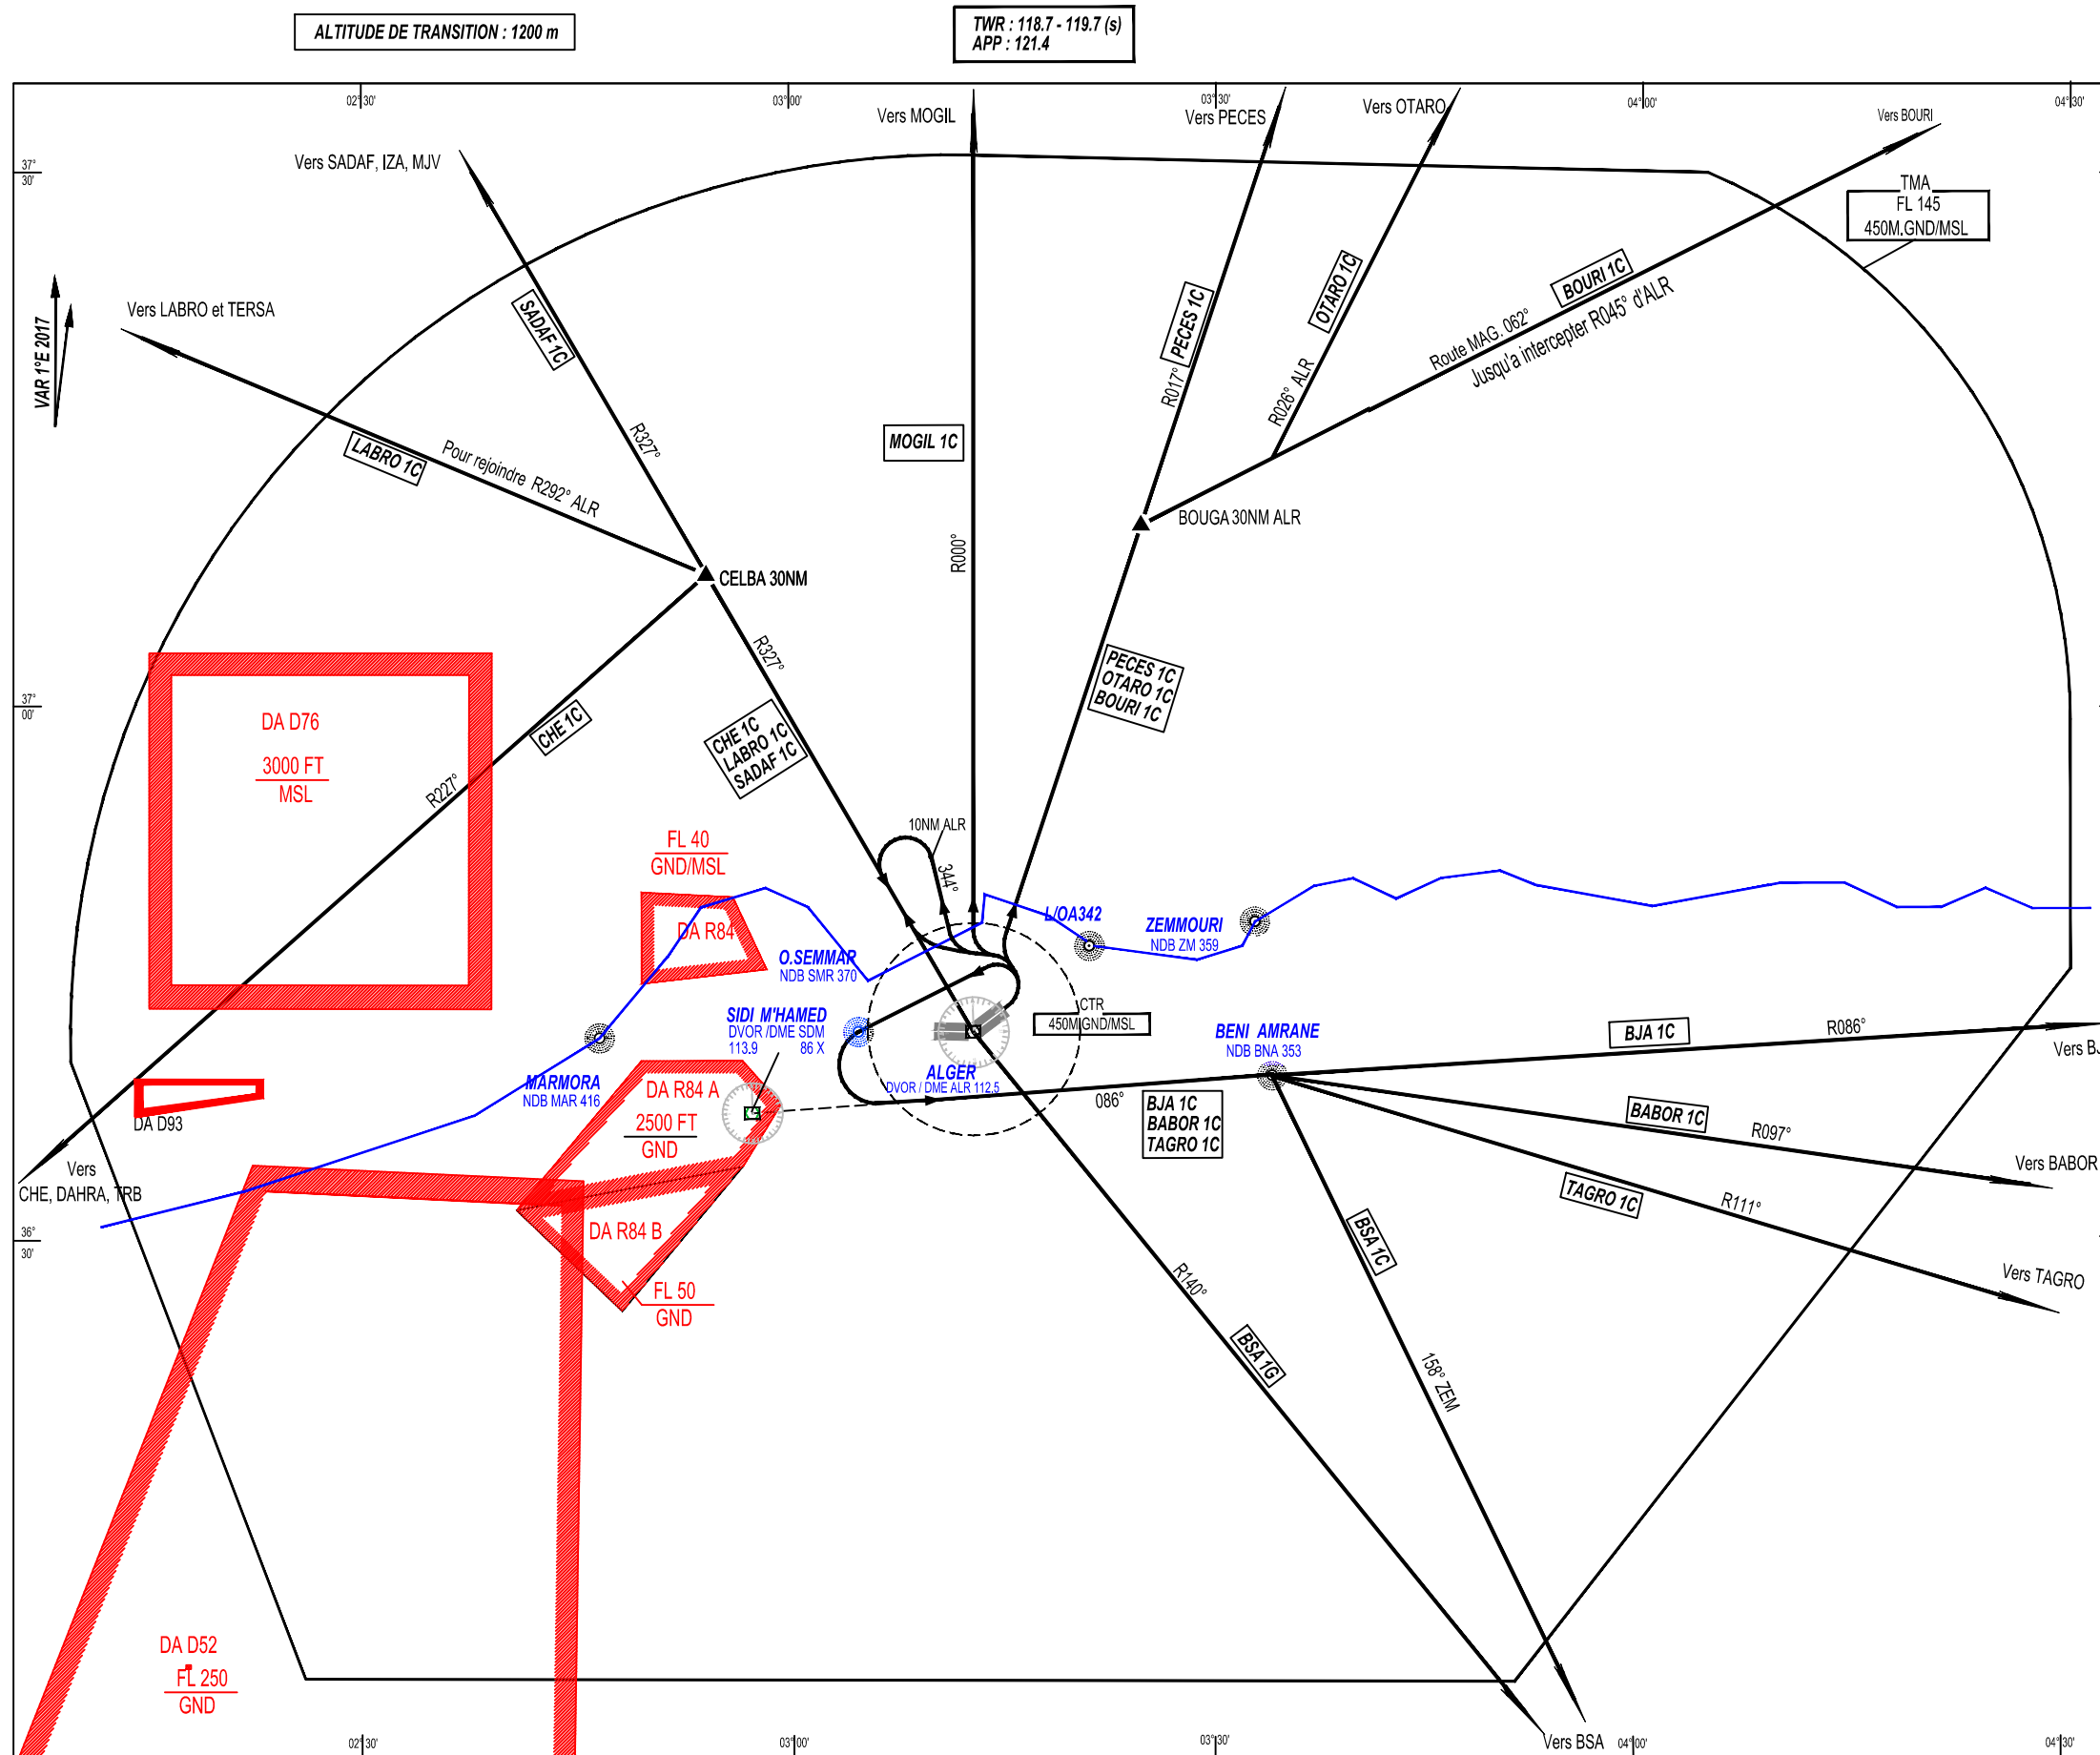 ALTITUDE DE TRANSITION : 1200 m
TWR : 118.7 - 119.7 (s)
APP : 121.4
02° 30'
03° 00'
03° 30'
04° 00'
04° 30'
Vers MOGIL
Vers PECES
Vers OTARO
Vers BOURI
Vers SADAF, IZA, MJV
37°
30'
TMA
FL 145
450M.GND/MSL
VAR 1°E 2017
Vers LABRO et TERSA
SADAF 1C
PECES 1C
OTARO 1C
BOURI 1C
Route MAG. 062°
Jusqu'a intercepter R045° d'ALR
R017°
R026° ALR
LABRO 1C
Pour rejoindre R292° ALR
R327°
MOGIL 1C
R000°
BOUGA 30NM ALR
CELBA 30NM
R327°
PECES 1C
OTARO 1C
BOURI 1C
37°
00'
DA D76
3000 FT
MSL
CHE 1C
R227°
CHE 1C
LABRO 1C
SADAF 1C
10NM ALR
344°
FL 40
GND/MSL
DA R84
L/OA342
ZEMMOURI
NDB ZM 359
O.SEMMAR
NDB SMR 370
SIDI M'HAMED
DVOR /DME SDM
113.9 86 X
CTR
450M.GND/MSL
BENI AMRANE
NDB BNA 353
BJA 1C
R086°
Vers BJ
MARMORA
NDB MAR 416
ALGER
DVOR / DME ALR 112.5
086°
BJA 1C
BABOR 1C
TAGRO 1C
DA R84 A
2500 FT
GND
DA D93
BABOR 1C
R097°
Vers BABOR
Vers
CHE, DAHRA, TRB
TAGRO 1C
R111°
Vers TAGRO
36°
30'
DA R84 B
FL 50
GND
BSA 1C
R140°
BSA 1G
158° ZEM
DA D52
FL 250
GND
Vers BSA
02° 30'
03° 00'
03° 30'
04° 00'
04° 30'